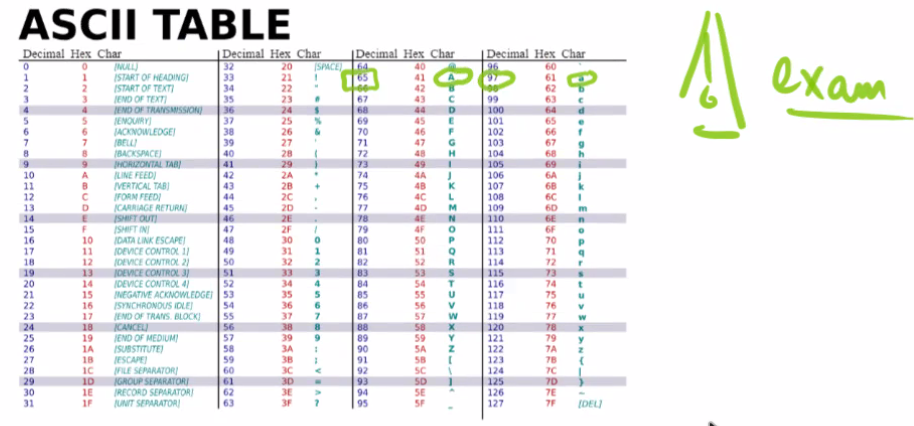 ASCII TABLE
Decimal Hex Char Decimal Hex Char Decimal Hex Char Decimal Hex Char
0 0 [NULL] 32 20 [SPACE] 64 40 @ 96 60 `
1 1 [START OF HEADING] 33 21 ! 65 41 A 97 61 a
2 2 [START OF TEXT] 34 22 " 66 42 B 98 62 b
3 3 [END OF TEXT] 35 23 # 67 43 C 99 63 c
4 4 [END OF TRANSMISSION] 36 24 $ 68 44 D 100 64 d
5 5 [ENQUIRY] 37 25 % 69 45 E 101 65 e
6 6 [ACKNOWLEDGE] 38 26 & 70 46 F 102 66 f
7 7 [BELL] 39 27 ' 71 47 G 103 67 g
8 8 [BACKSPACE] 40 28 ( 72 48 H 104 68 h
9 9 [HORIZONTAL TAB] 41 29 ) 73 49 I 105 69 i
10 A [LINE FEED] 42 2A * 74 4A J 106 6A j
11 B [VERTICAL TAB] 43 2B + 75 4B K 107 6B k
12 C [FORM FEED] 44 2C , 76 4C L 108 6C l
13 D [CARRIAGE RETURN] 45 2D - 77 4D M 109 6D m
14 E [SHIFT OUT] 46 2E . 78 4E N 110 6E n
15 F [SHIFT IN] 47 2F / 79 4F O 111 6F o
16 10 [DATA LINK ESCAPE] 48 30 0 80 50 P 112 70 p
17 11 [DEVICE CONTROL 1] 49 31 1 81 51 Q 113 71 q
18 12 [DEVICE CONTROL 2] 50 32 2 82 52 R 114 72 r
19 13 [DEVICE CONTROL 3] 51 33 3 83 53 S 115 73 s
20 14 [DEVICE CONTROL 4] 52 34 4 84 54 T 116 74 t
21 15 [NEGATIVE ACKNOWLEDGE] 53 35 5 85 55 U 117 75 u
22 16 [SYNCHRONOUS IDLE] 54 36 6 86 56 V 118 76 v
23 17 [END OF TRANS. BLOCK] 55 37 7 87 57 W 119 77 w
24 18 [CANCEL] 56 38 8 88 58 X 120 78 x
25 19 [END OF MEDIUM] 57 39 9 89 59 Y 121 79 y
26 1A [SUBSTITUTE] 58 3A : 90 5A Z 122 7A z
27 1B [ESCAPE] 59 3B ; 91 5B [ 123 7B {
28 1C [FILE SEPARATOR] 60 3C < 92 5C \ 124 7C |
29 1D [GROUP SEPARATOR] 61 3D = 93 5D ] 125 7D }
30 1E [RECORD SEPARATOR] 62 3E > 94 5E ^ 126 7E ~
31 1F [UNIT SEPARATOR] 63 3F ? 95 5F _ 127 7F [DEL]
exam